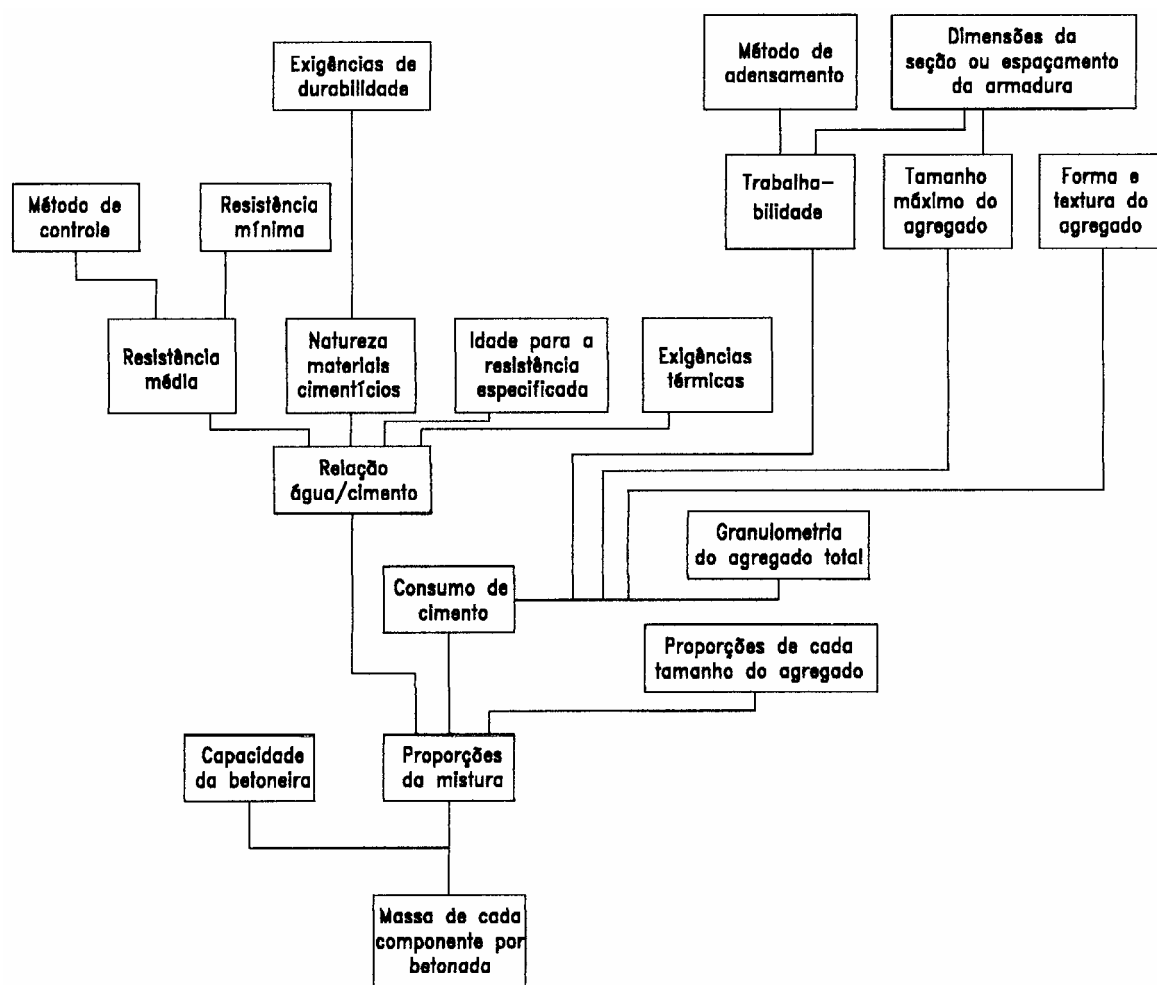 Exigências de
durabilidade
Método de
adensamento
Dimensões da
seção ou espaçamento
da armadura
Método de
controle
Resistência
mínima
Trabalha-
bilidade
Tamanho
máximo do
agregado
Forma e
textura do
agregado
Resistência
média
Natureza
materiais
cimentícios
Idade para a
resistência
especificada
Exigências
térmicas
Relação
água/cimento
Granulometria
do agregado total
Consumo de
cimento
Proporções de cada
tamanho do agregado
Capacidade
da betoneira
Proporções
da mistura
Massa de cada
componente por
betonada